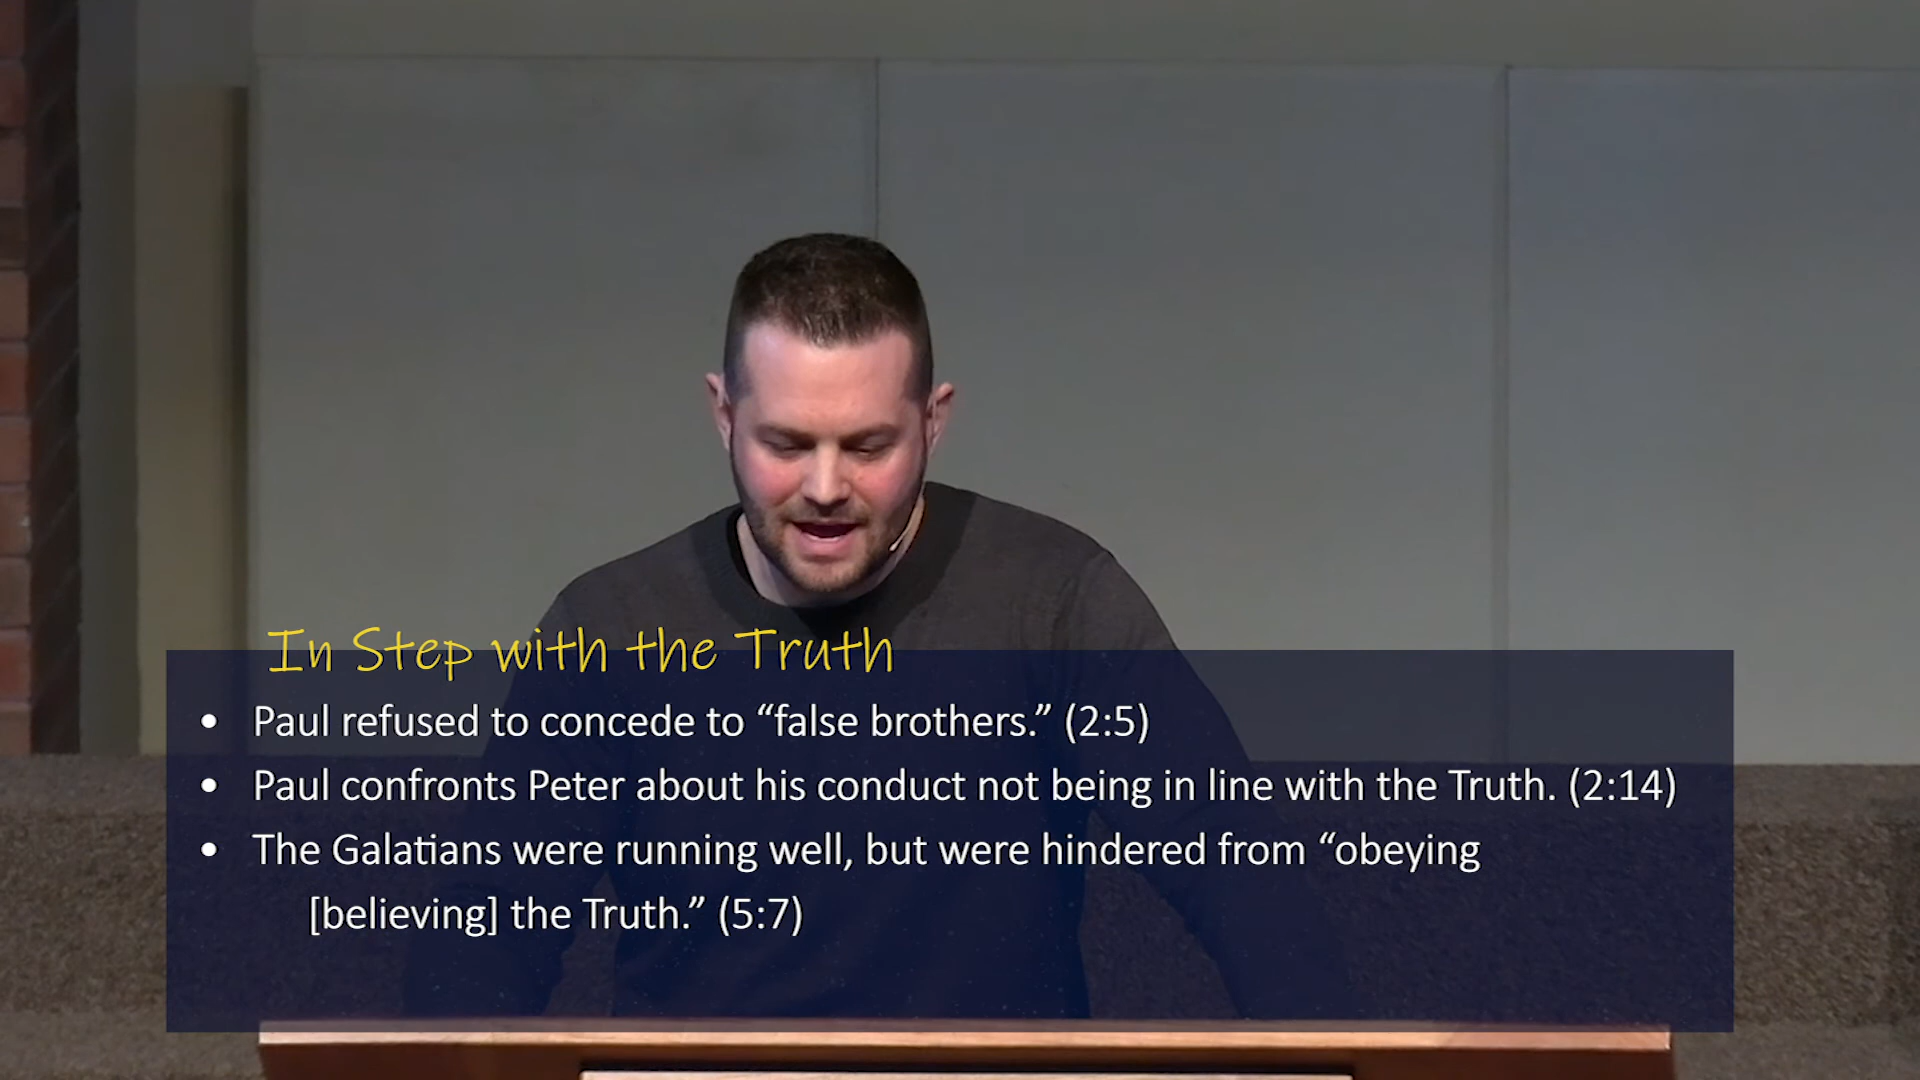 In Step with the Truth
• Paul refused to concede to “false brothers.” (2:5)
• Paul confronts Peter about his conduct not being in line with the Truth. (2:14)
• The Galatians were running well, but were hindered from “obeying
[believing] the Truth.” (5:7)